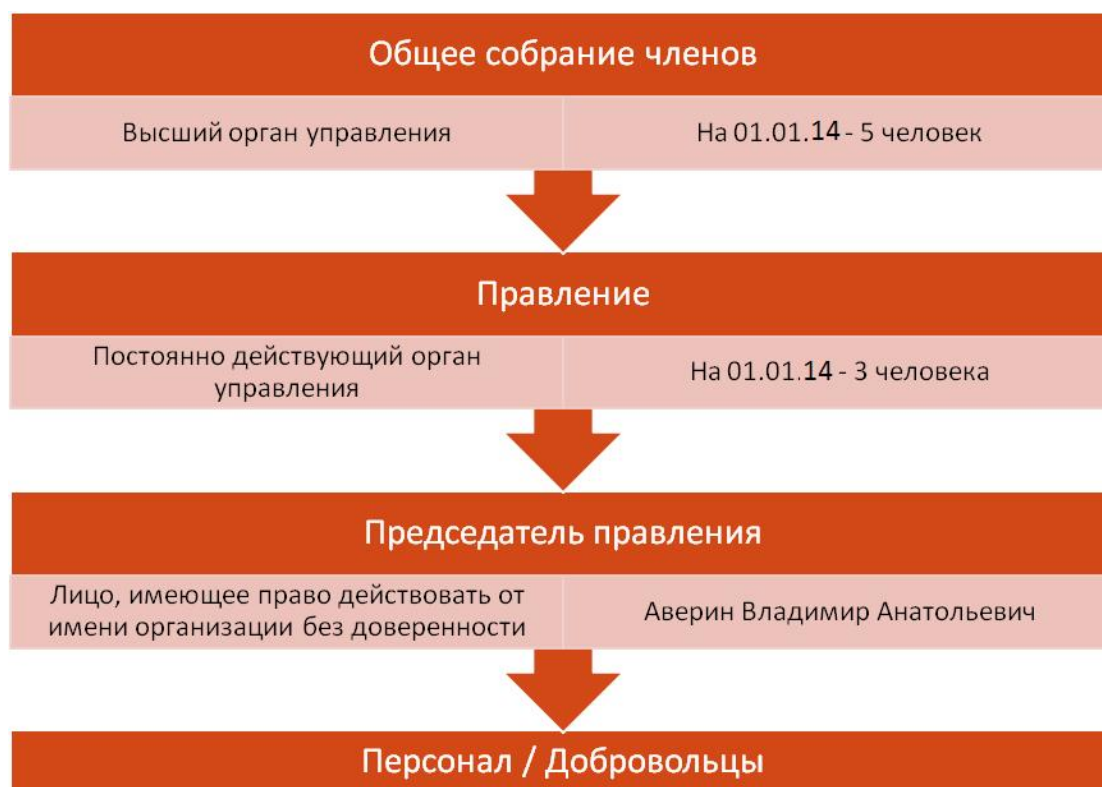 Общее собрание членов
Высший орган управления
На 01.01.14 - 5 человек
Правление
Постоянно действующий орган
управления
На 01.01.14 - 3 человека
Председатель правления
Лицо, имеющее право действовать от
имени организации без доверенности
Аверин Владимир Анатольевич
Персонал / Добровольцы